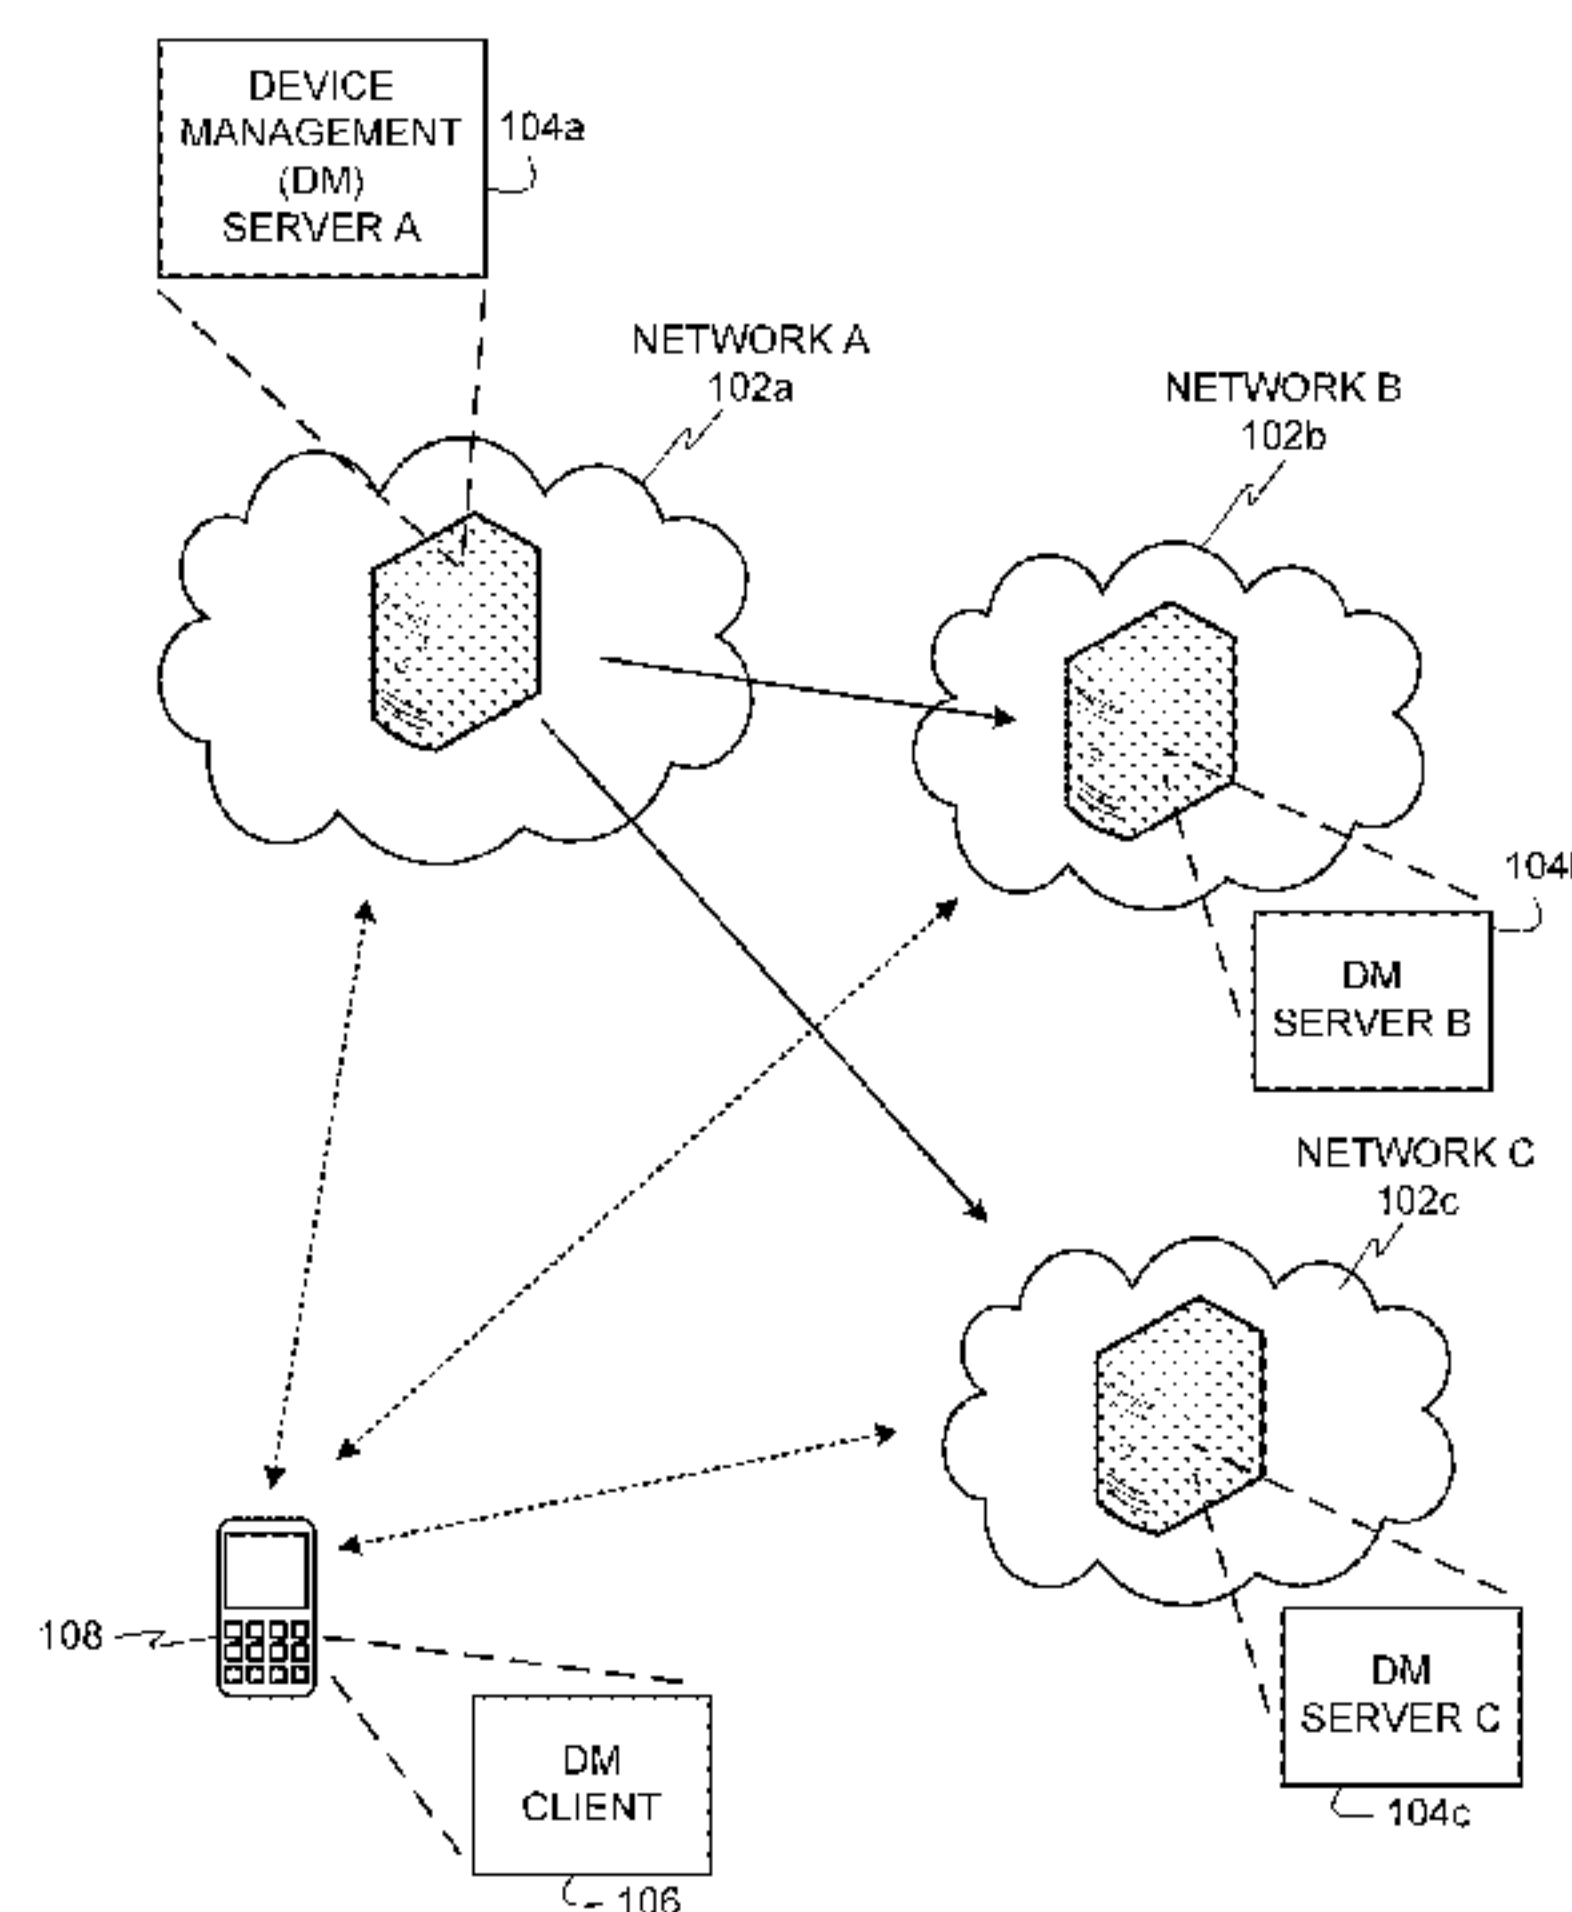 DEVICE
MANAGEMENT
(DM)
SERVER A
104a
NETWORK A
102a
NETWORK B
102b
DM
SERVER B
NETWORK C
102c
108
DM
SERVER C
104c
DM
CLIENT
106